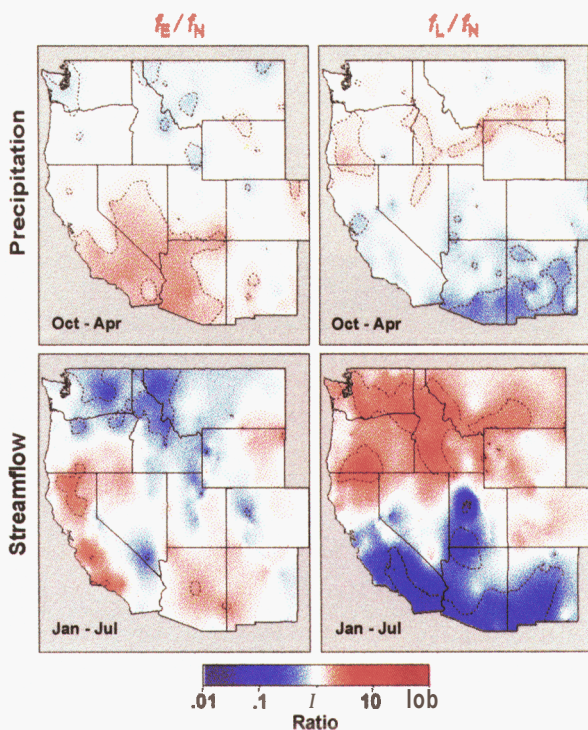 fE / fN
fL / fN
Precipitation
Oct - Apr
Oct - Apr
Streamflow
Jan - Jul
Jan - Jul
.01 .1 1 10 lob
Ratio